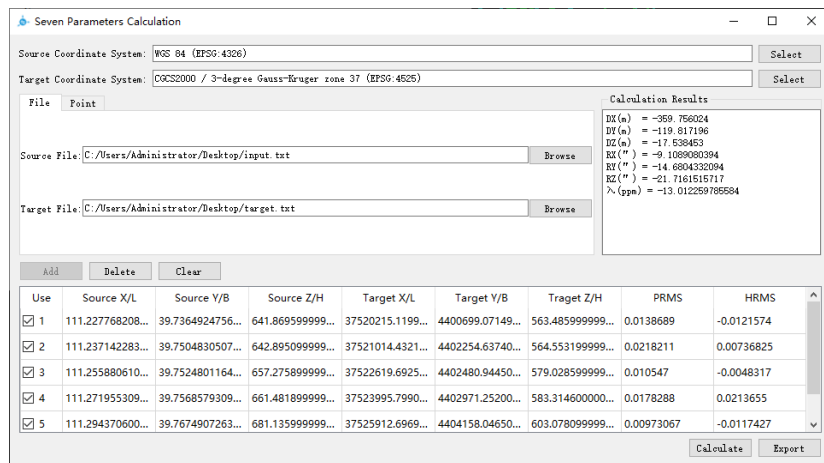 Seven Parameters Calculation
Source Coordinate System: WGS 84 (EPSG:4326) Select
Target Coordinate System: CGCS2000 / 3-degree Gauss-Kruger zone 37 (EPSG:4525) Select
File Point
Source File: C:/Users/Administrator/Desktop/input.txt Browse
Target File: C:/Users/Administrator/Desktop/target.txt Browse
Calculation Results
DX(m) = -359.756024
DY(m) = -119.817196
DZ(m) = -17.538453
RX(″) = -9.1089080394
RY(″) = -14.6804332094
RZ(″) = -21.7161515717
λ(ppm) = -13.012259785584
Add Delete Clear
Use Source X/L Source Y/B Source Z/H Target X/L Target Y/B Traget Z/H PRMS HRMS
1 111.227768208... 39.7364924756... 641.869599999... 37520215.1199... 4400699.07149... 563.485999999... 0.0138689 -0.0121574
2 111.237142283... 39.7504830507... 642.895099999... 37521014.4321... 4402254.63740... 564.553199999... 0.0218211 0.00736825
3 111.255880610... 39.7524801164... 657.275899999... 37522619.6925... 4402480.94450... 579.028599999... 0.010547 -0.0048317
4 111.271955309... 39.7568579309... 661.481899999... 37523995.7990... 4402971.25200... 583.314600000... 0.0178288 0.0213655
5 111.294370600... 39.7674907263... 681.135999999... 37525912.6969... 4404158.04650... 603.078099999... 0.00973067 -0.0117427
Calculate Export